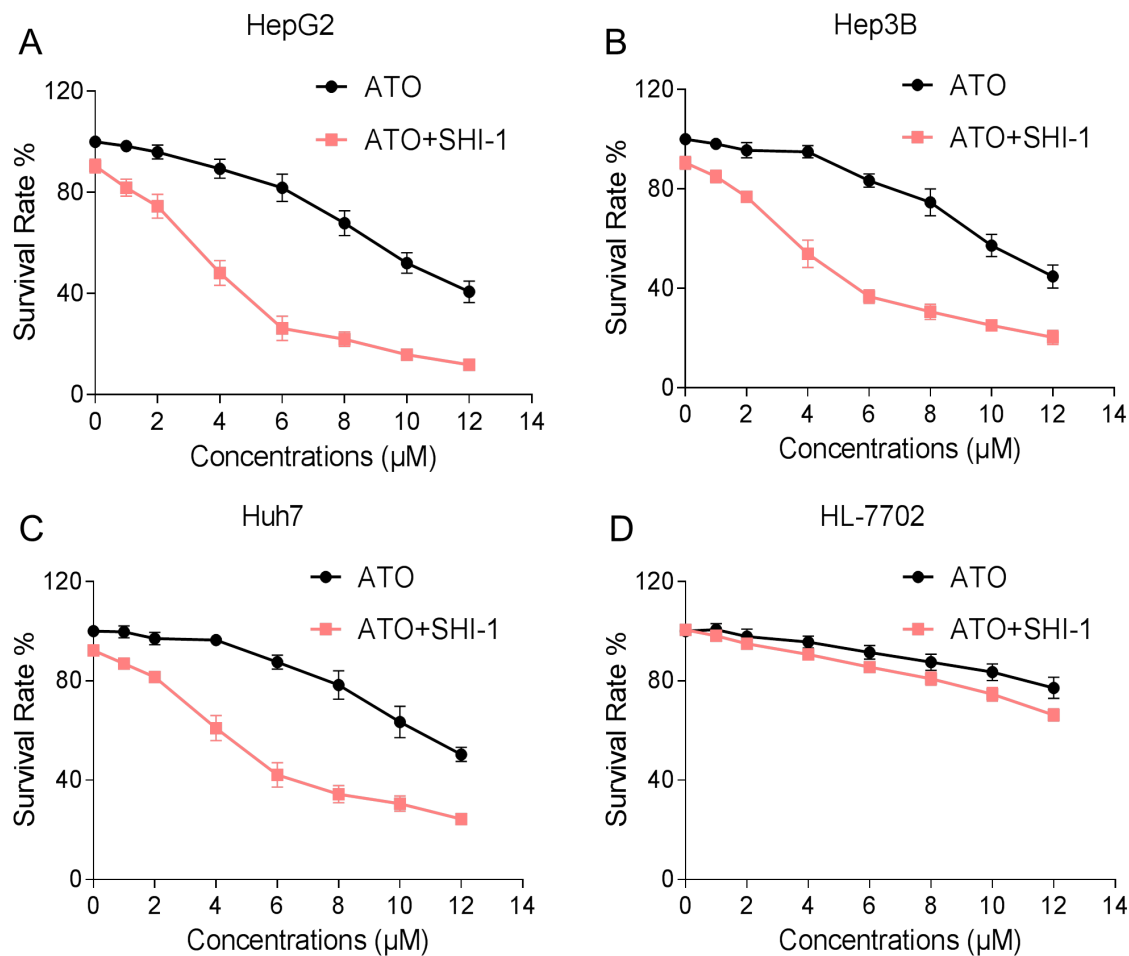 A
HepG2
ATO
ATO+SHI-1
Survival Rate %
120
80
40
0
0 2 4 6 8 10 12 14
Concentrations (µM)
B
Hep3B
ATO
ATO+SHI-1
Survival Rate %
120
80
40
0
0 2 4 6 8 10 12 14
Concentrations (µM)
C
Huh7
ATO
ATO+SHI-1
Survival Rate %
120
80
40
0
0 2 4 6 8 10 12 14
Concentrations (µM)
D
HL-7702
ATO
ATO+SHI-1
Survival Rate %
120
80
40
0
0 2 4 6 8 10 12 14
Concentrations (µM)